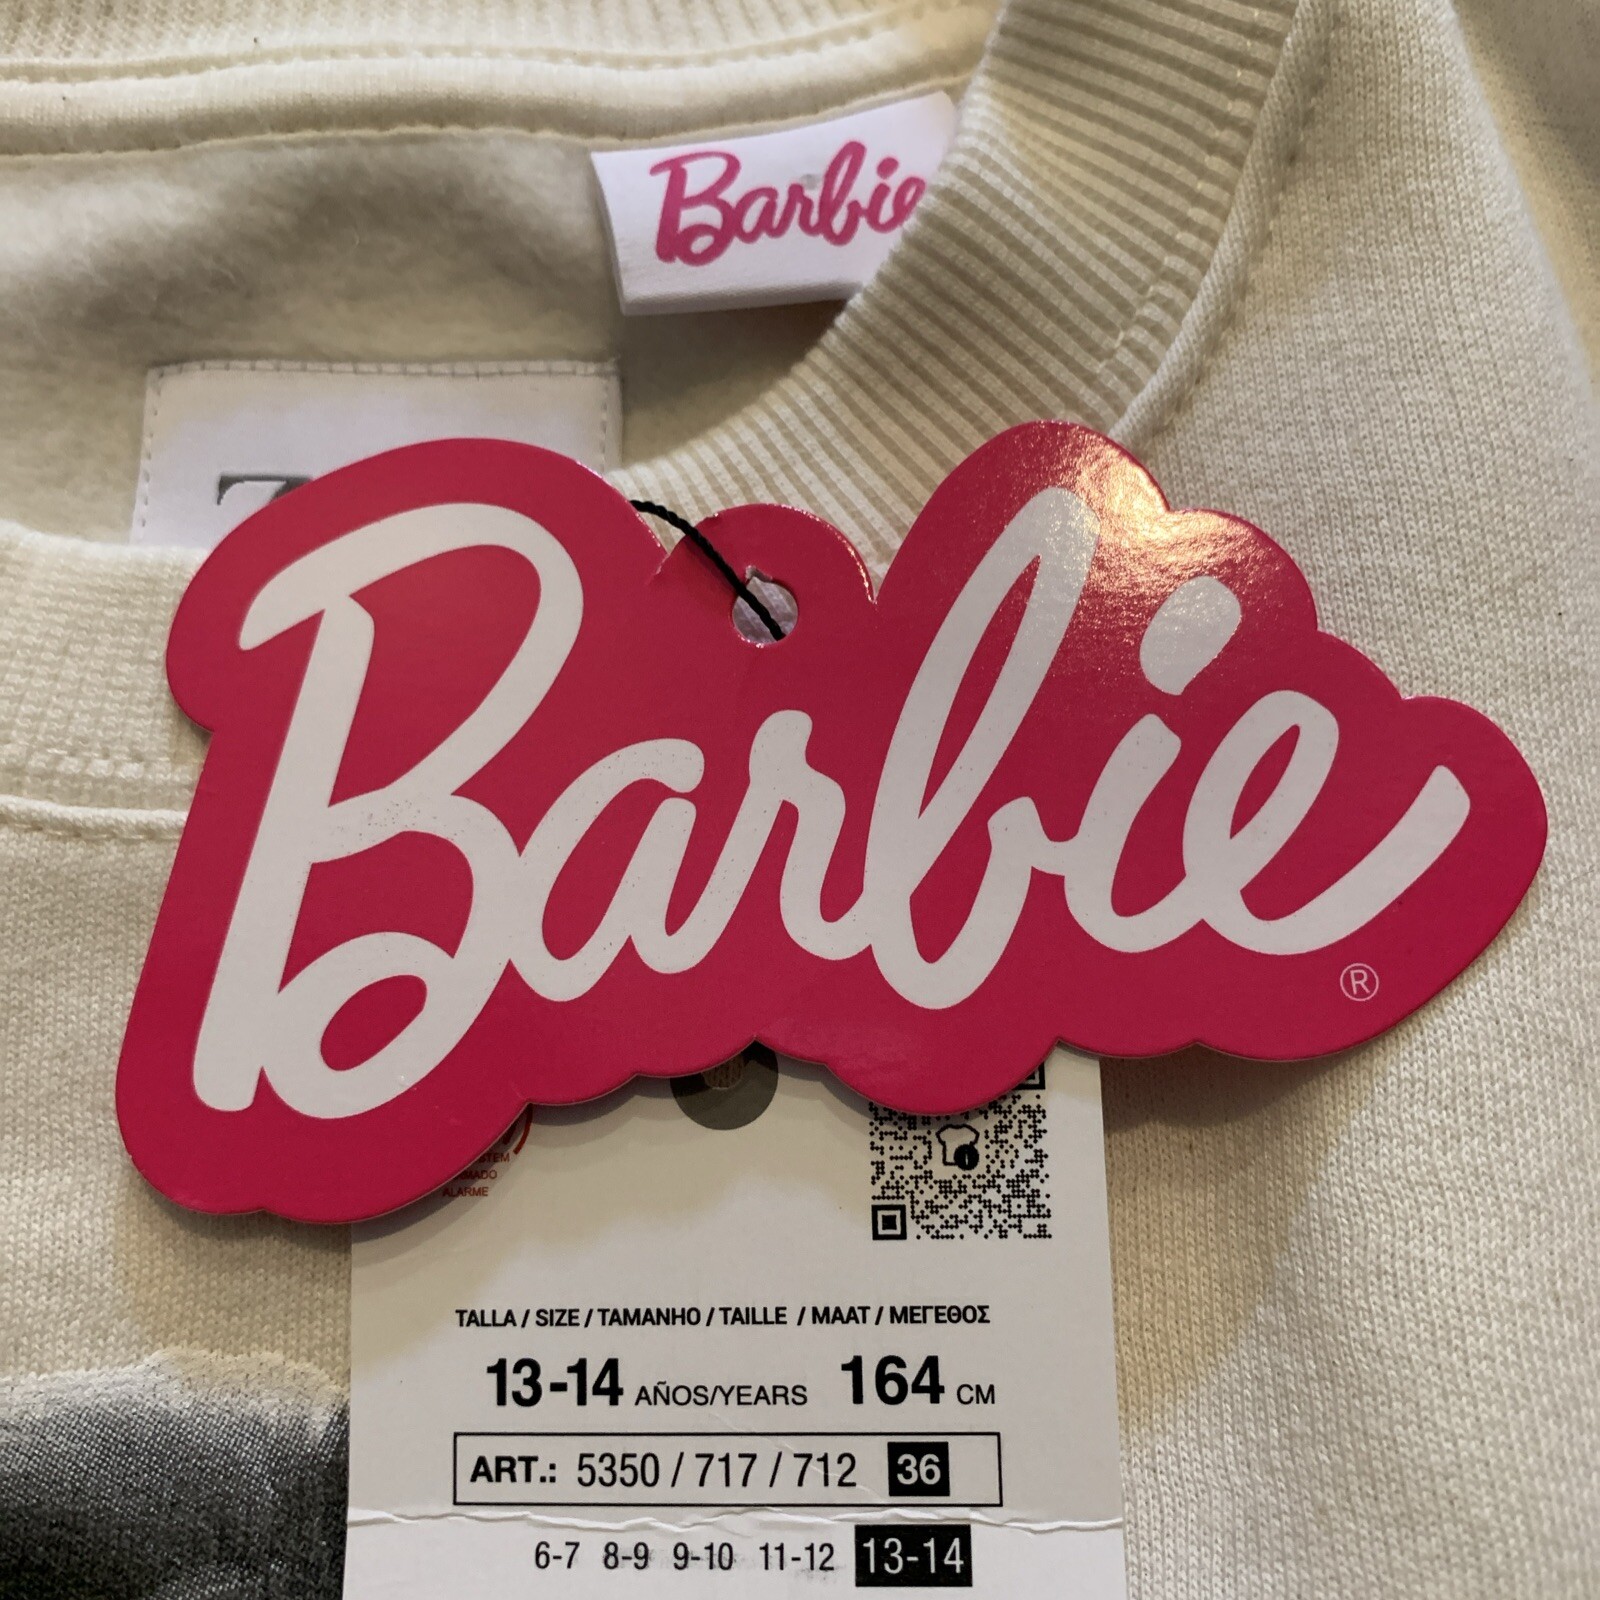 Barbie
Barbie
®
ALARME
TALLA / SIZE / TAMANHO / TAILLE / MAAT / ΜΕΓΕΘΟΣ
13-14 AÑOS/YEARS 164 CM
ART.: 5350 / 717 / 712 36
6-7 8-9 9-10 11-12 13-14